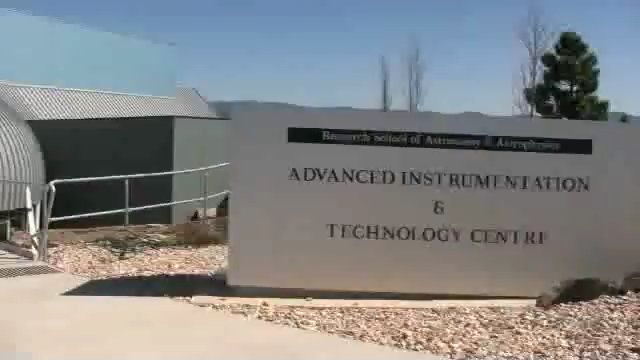 Research School of Astronomy & Astrophysics
ADVANCED INSTRUMENTATION
&
TECHNOLOGY CENTRE